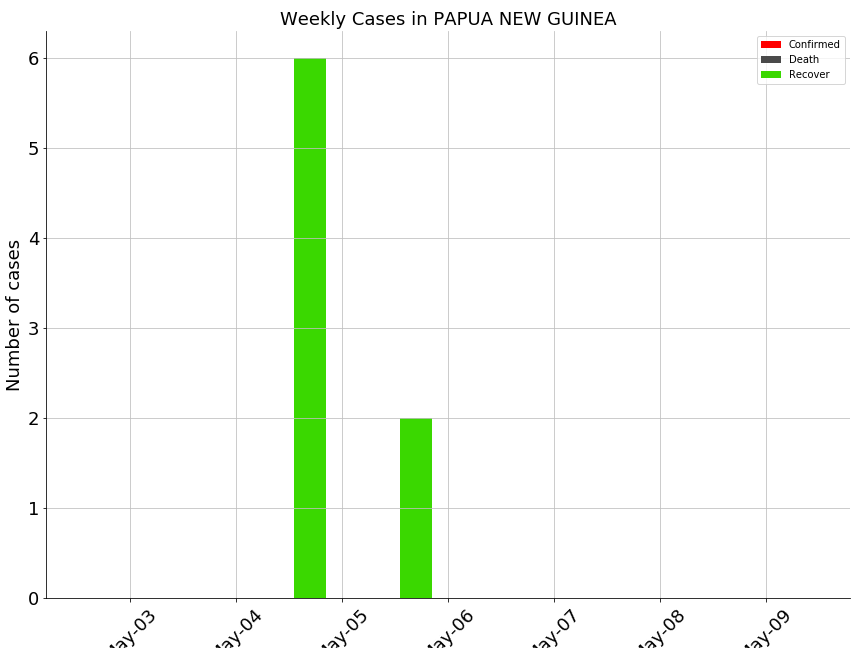 Weekly Cases in PAPUA NEW GUINEA
Confirmed
Death
Recover
Number of cases
6
5
4
3
2
1
0
May-03
May-04
May-05
May-06
May-07
May-08
May-09